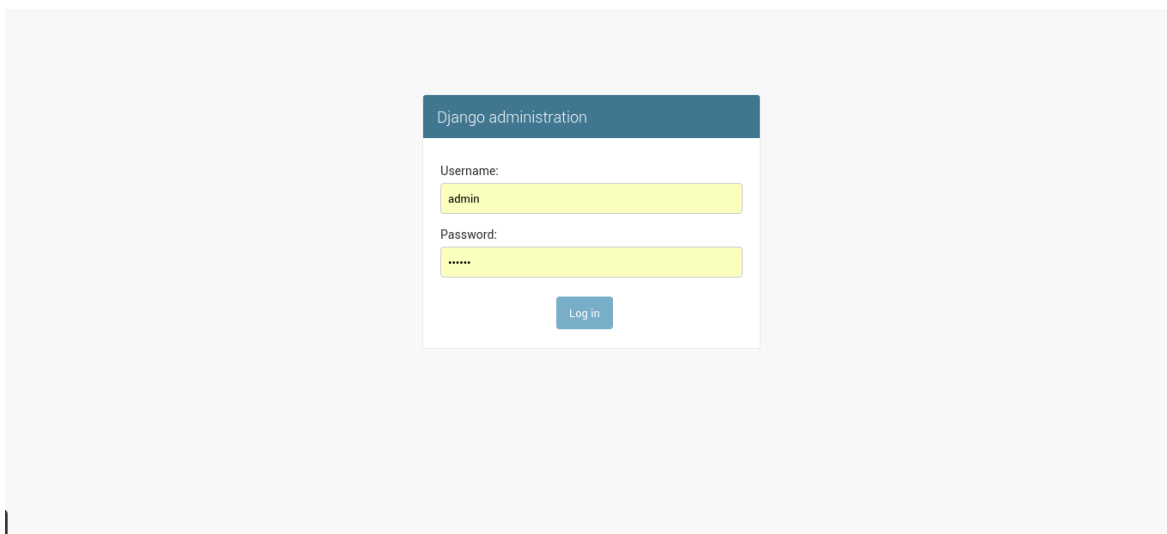 Django administration
Username:
admin
Password:
••••••
Log in